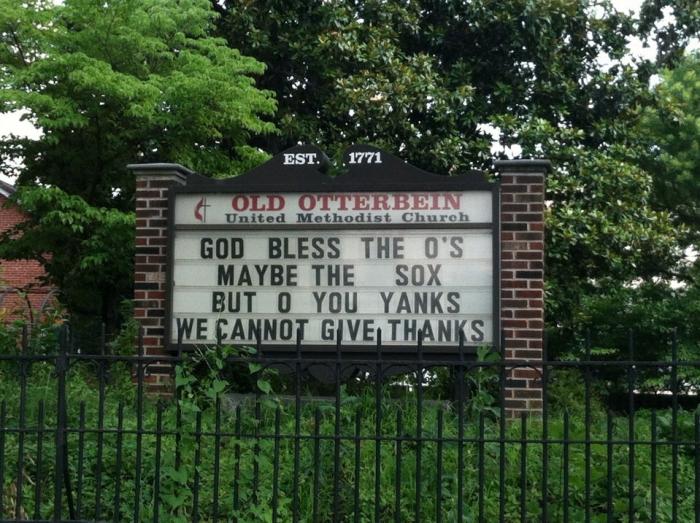 EST. 1771
OLD OTTERBEIN
United Methodist Church
GOD BLESS THE O'S
MAYBE THE SOX
BUT O YOU YANKS
WE CANNOT GIVE THANKS